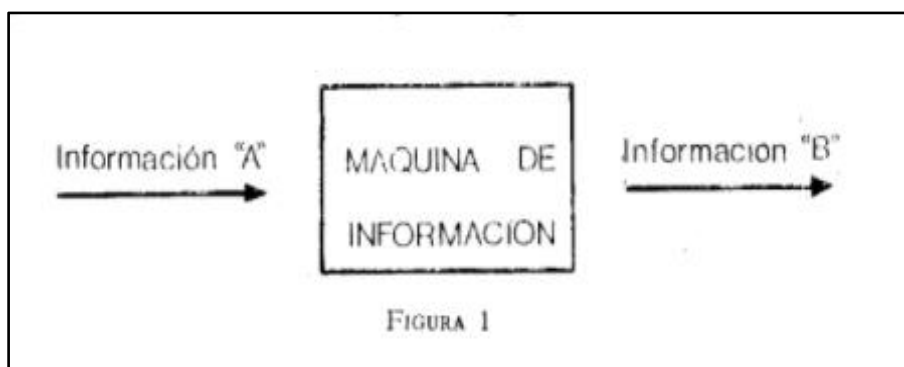 Información "A"
MAQUINA DE
INFORMACION
Informacion "B"
FIGURA 1